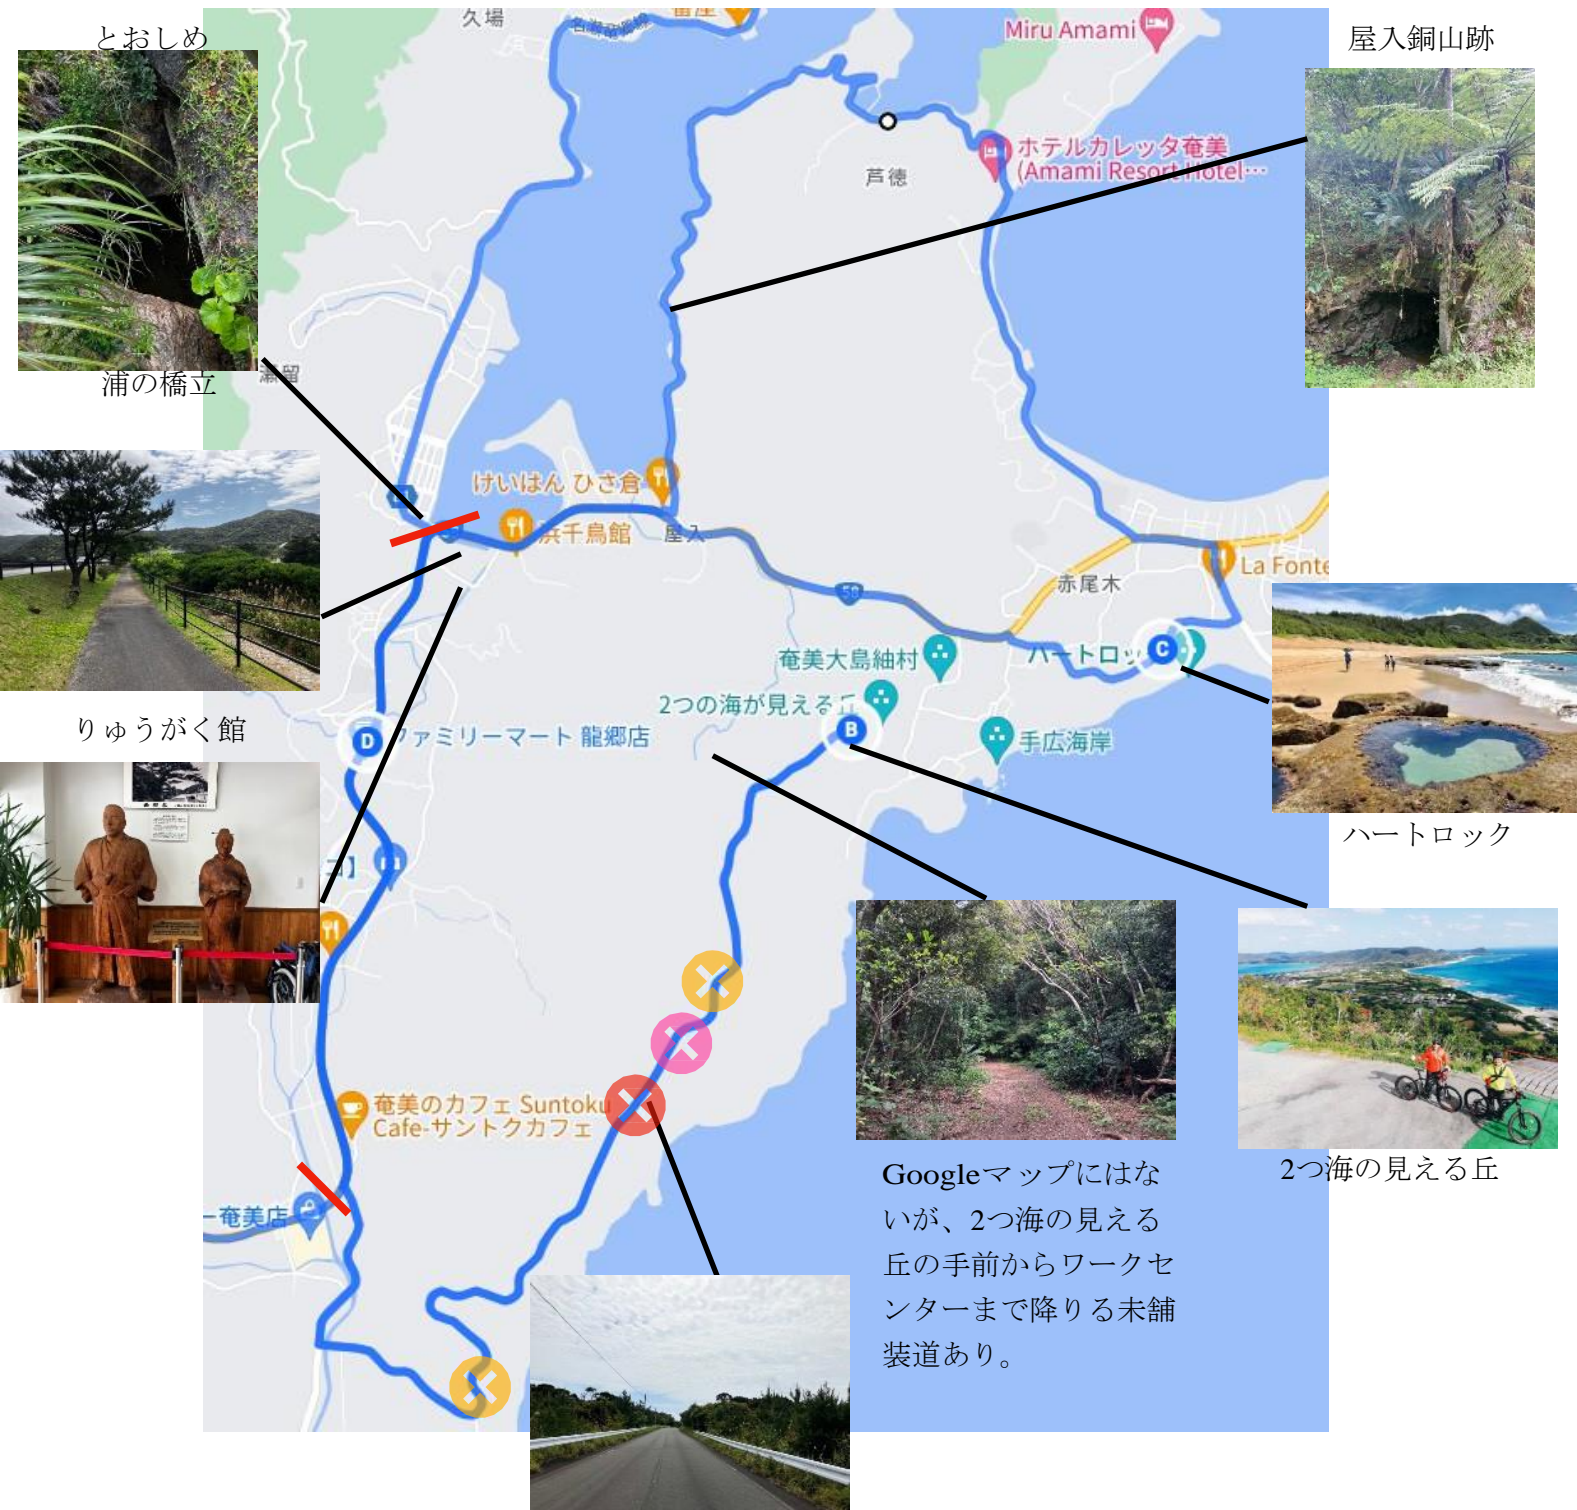 とおしめ
久場
Miru Amami
屋入銅山跡
ホテルカレッタ奄美
(Amami Resort Hotel…
芦徳
瀬留
浦の橋立
けいはん ひさ倉
浜千鳥館
屋入
58
La Fonte
赤尾木
奄美大島紬村
ハートロッ
C
2つの海が見える丘
B
手広海岸
りゅうがく館
D
ファミリーマート 龍郷店
ハートロック
コ】
奄美のカフェ Suntoku
Cafe-サントクカフェ
ー奄美店
2つ海の見える丘
Googleマップにはな
いが、2つ海の見える
丘の手前からワークセ
ンターまで降りる未舗
装道あり。